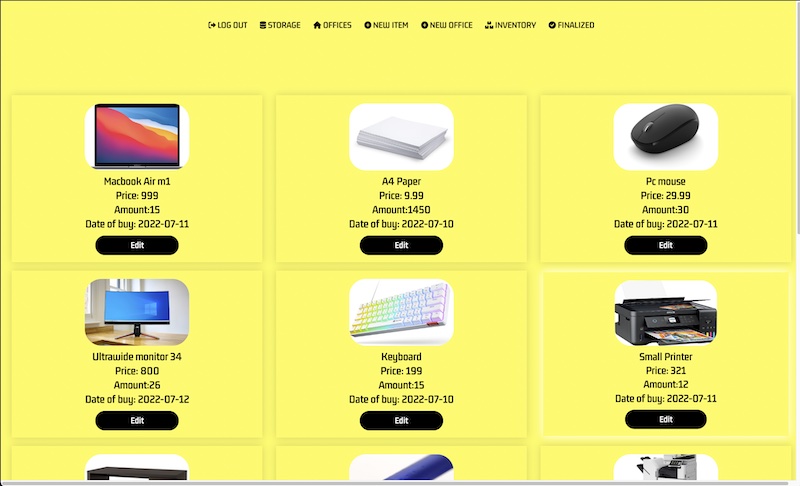 LOG OUT STORAGE OFFICES NEW ITEM NEW OFFICE INVENTORY FINALIZED
Macbook Air m1
Price: 999
Amount:15
Date of buy: 2022-07-11
Edit
A4 Paper
Price: 9.99
Amount:1450
Date of buy: 2022-07-10
Edit
Pc mouse
Price: 29.99
Amount:30
Date of buy: 2022-07-11
Edit
Ultrawide monitor 34
Price: 800
Amount:26
Date of buy: 2022-07-12
Edit
Keyboard
Price: 199
Amount:15
Date of buy: 2022-07-10
Edit
Small Printer
Price: 321
Amount:12
Date of buy: 2022-07-11
Edit